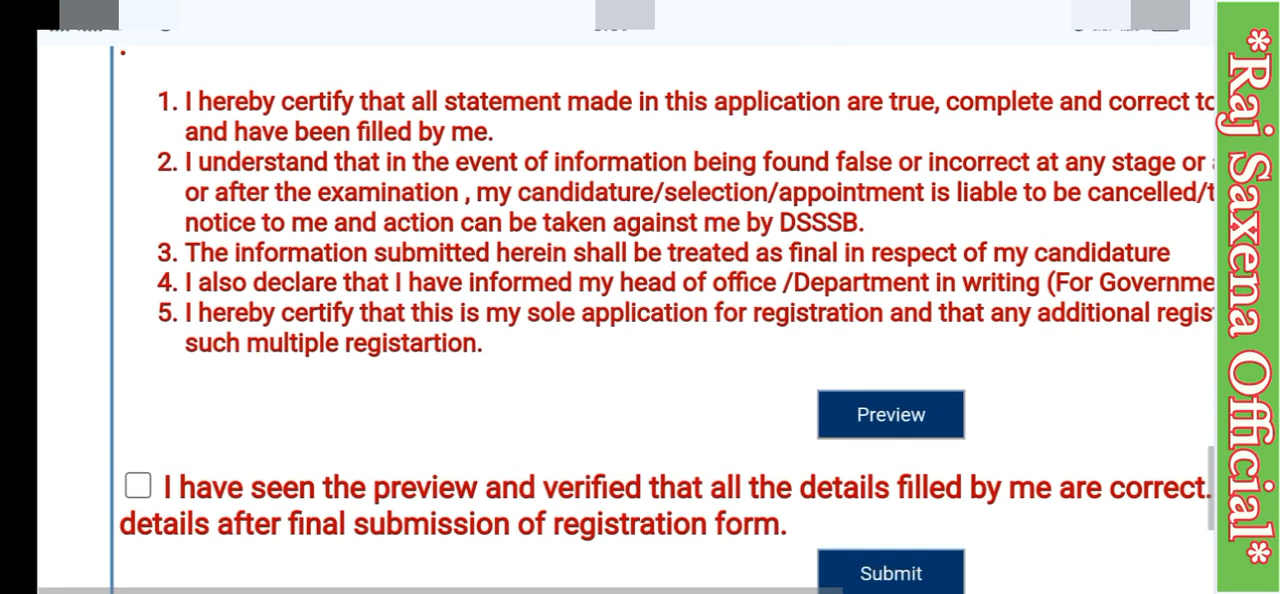 1. I hereby certify that all statement made in this application are true, complete and correct to
and have been filled by me.
2. I understand that in the event of information being found false or incorrect at any stage or
or after the examination , my candidature/selection/appointment is liable to be cancelled/t
notice to me and action can be taken against me by DSSSB.
3. The information submitted herein shall be treated as final in respect of my candidature
4. I also declare that I have informed my head of office /Department in writing (For Governme
5. I hereby certify that this is my sole application for registration and that any additional regis
such multiple registartion.
Preview
I have seen the preview and verified that all the details filled by me are correct.
details after final submission of registration form.
Submit
*Raj Saxena Official*